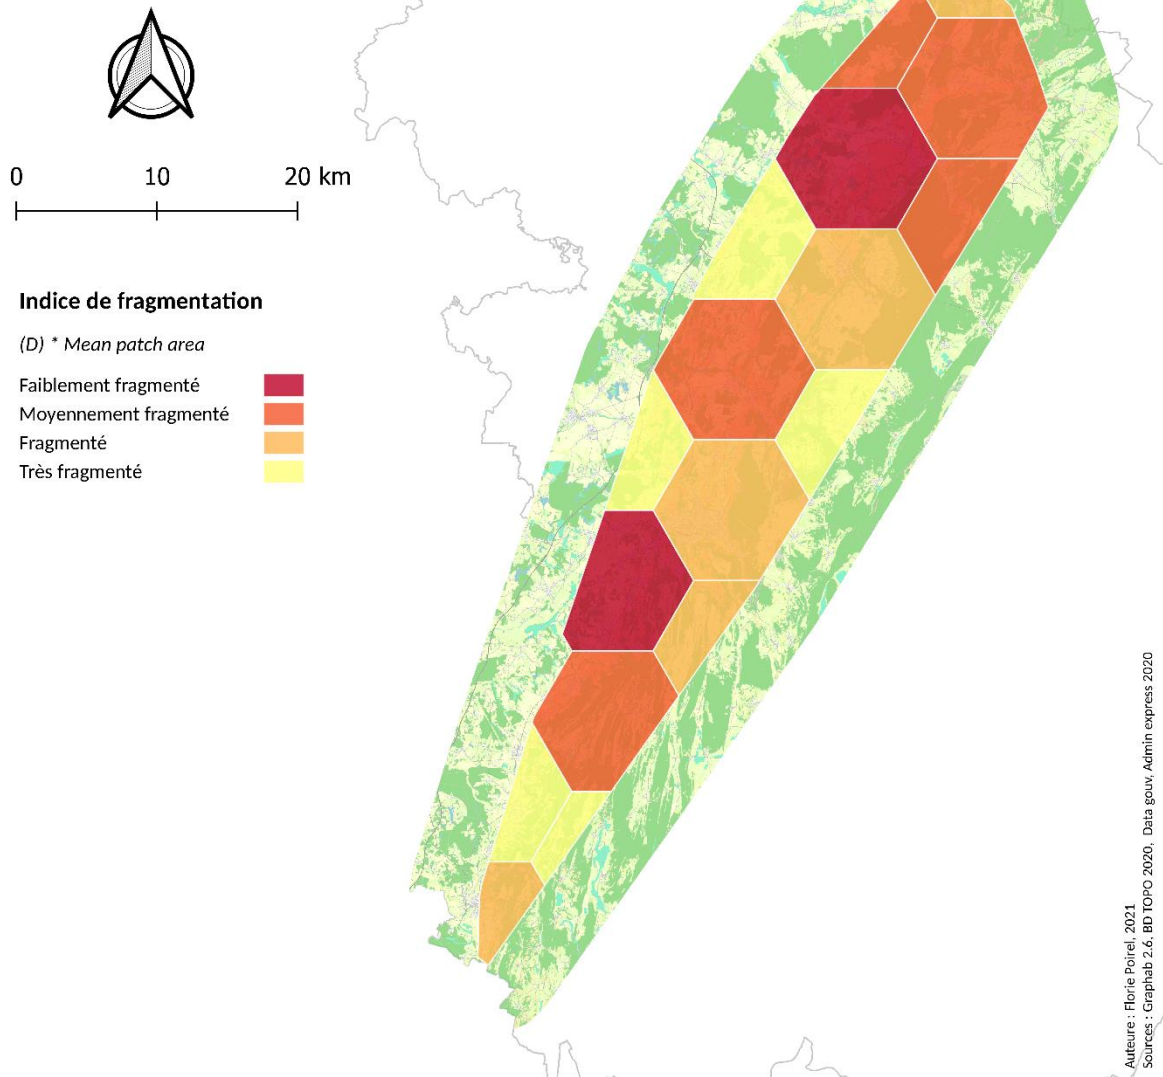 0 10 20 km
Indice de fragmentation
(D) * Mean patch area
Faiblement fragmenté
Moyennement fragmenté
Fragmenté
Très fragmenté
Auteure : Florie Poirel, 2021
Sources : Graphab 2.6, BD TOPO 2020, Data gouv, Admin express 2020